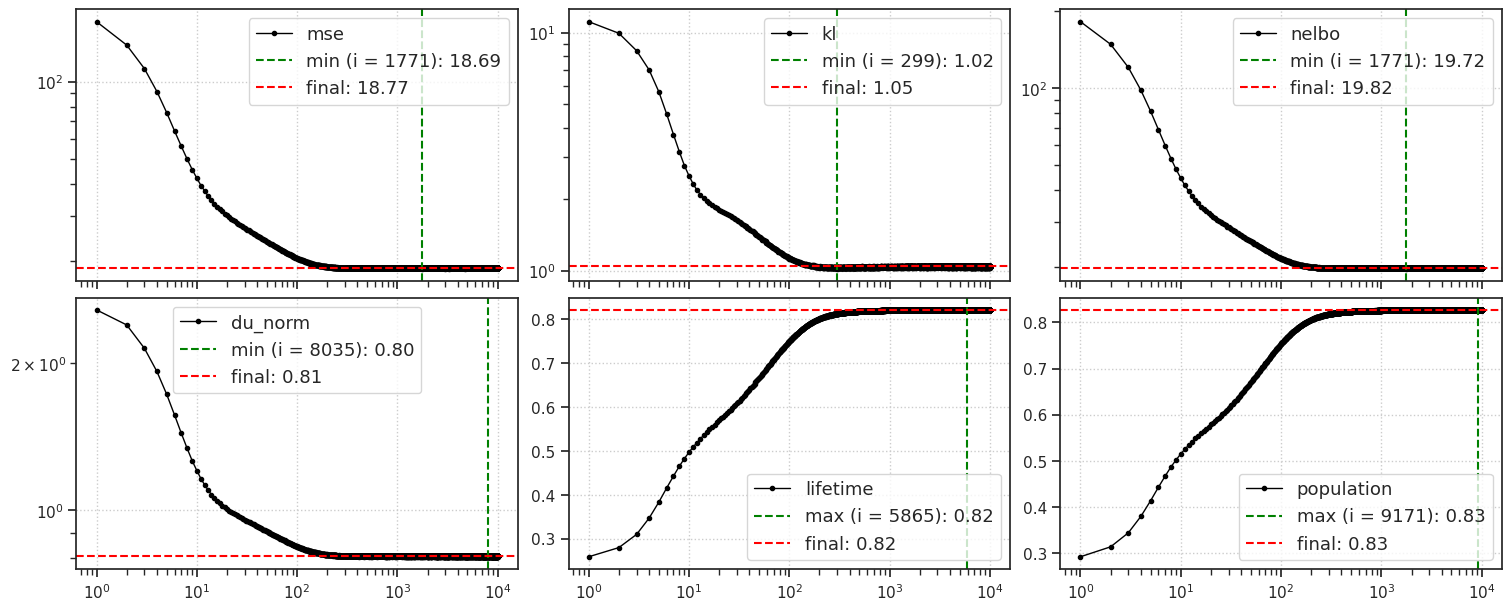 mse
min (i = 1771): 18.69
final: 18.77
10²
kl
min (i = 299): 1.02
final: 1.05
10¹
10⁰
nelbo
min (i = 1771): 19.72
final: 19.82
10²
du_norm
min (i = 8035): 0.80
final: 0.81
2 × 10⁰
10⁰
10⁰ 10¹ 10² 10³ 10⁴
0.8
0.7
0.6
0.5
0.4
0.3
lifetime
max (i = 5865): 0.82
final: 0.82
10⁰ 10¹ 10² 10³ 10⁴
0.8
0.7
0.6
0.5
0.4
0.3
population
max (i = 9171): 0.83
final: 0.83
10⁰ 10¹ 10² 10³ 10⁴